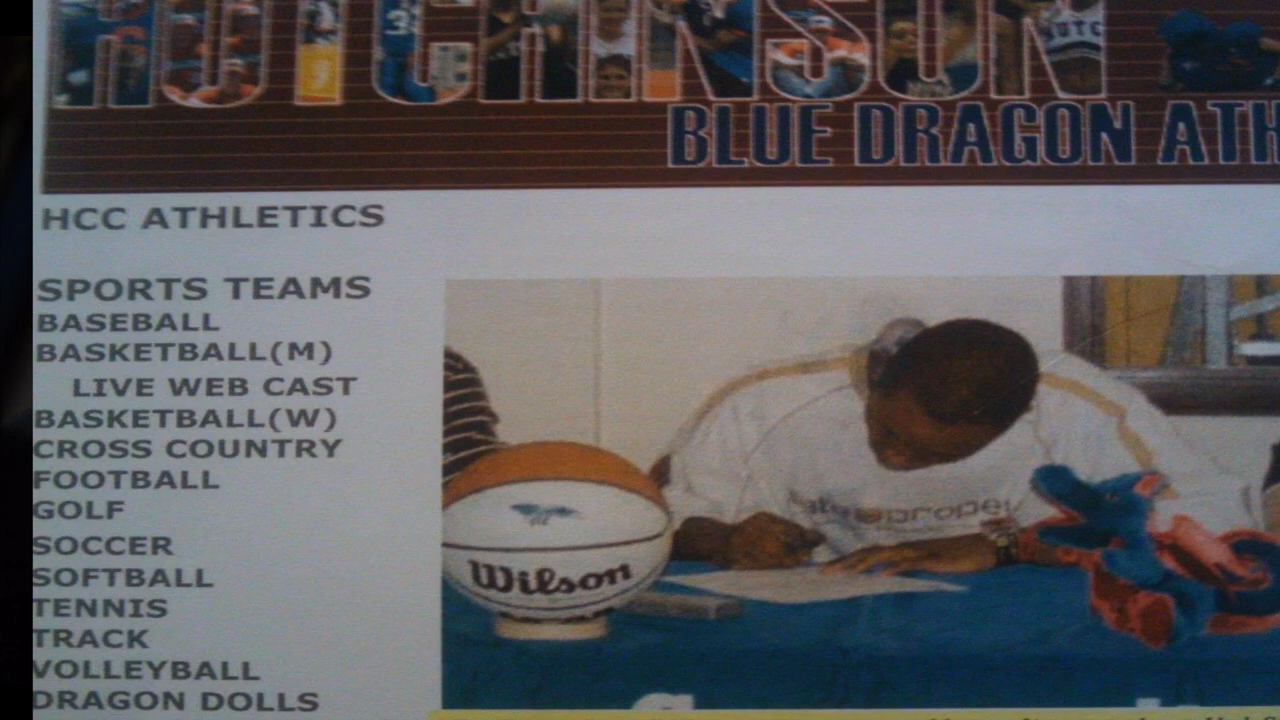 HUTCHINSON
BLUE DRAGON ATH
HCC ATHLETICS
SPORTS TEAMS
BASEBALL
BASKETBALL(M)
LIVE WEB CAST
BASKETBALL(W)
CROSS COUNTRY
FOOTBALL
GOLF
SOCCER
SOFTBALL
TENNIS
TRACK
VOLLEYBALL
DRAGON DOLLS
Wilson